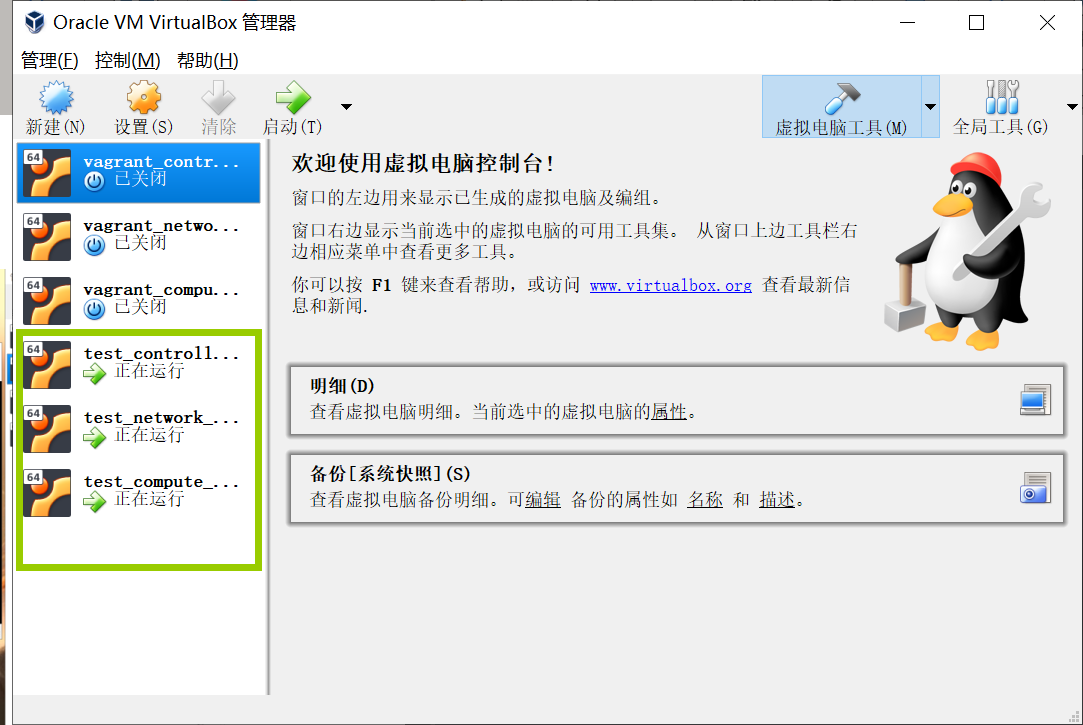 Oracle VM VirtualBox 管理器
管理(F) 控制(M) 帮助(H)
新建(N) 设置(S) 清除 启动(T) 虚拟电脑工具(M) 全局工具(G)
64 vagrant_contr...
已关闭
64 vagrant_netwo...
已关闭
64 vagrant_compu...
已关闭
64 test_controll...
正在运行
64 test_network_...
正在运行
64 test_compute_...
正在运行
欢迎使用虚拟电脑控制台!
窗口的左边用来显示已生成的虚拟电脑及编组。
窗口右边显示当前选中的虚拟电脑的可用工具集。 从窗口上边工具栏右
边相应菜单中查看更多工具。
你可以按 F1 键来查看帮助，或访问 www.virtualbox.org 查看最新信
息和新闻.
明细(D)
查看虚拟电脑明细。当前选中的虚拟电脑的属性。
备份[系统快照](S)
查看虚拟电脑备份明细。可编辑 备份的属性如 名称 和 描述。